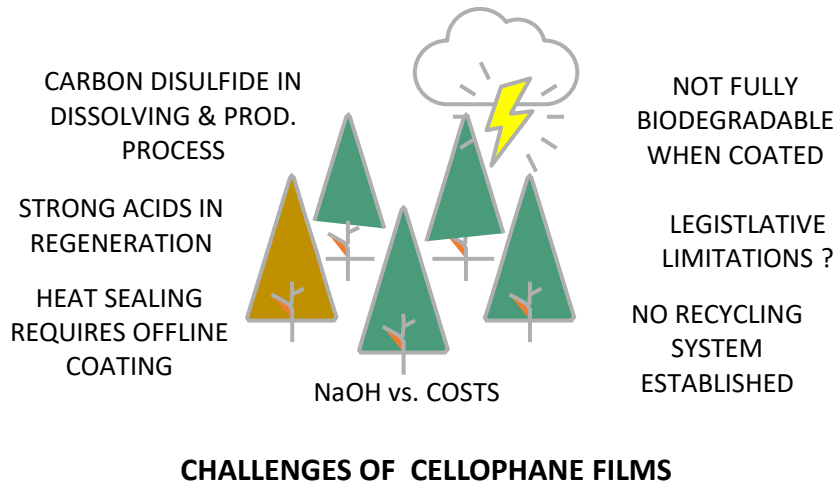 CARBON DISULFIDE IN
DISSOLVING & PROD.
PROCESS
STRONG ACIDS IN
REGENERATION
HEAT SEALING
REQUIRES OFFLINE
COATING
NOT FULLY
BIODEGRADABLE
WHEN COATED
LEGISTLATIVE
LIMITATIONS ?
NO RECYCLING
SYSTEM
ESTABLISHED
NaOH vs. COSTS
CHALLENGES OF CELLOPHANE FILMS